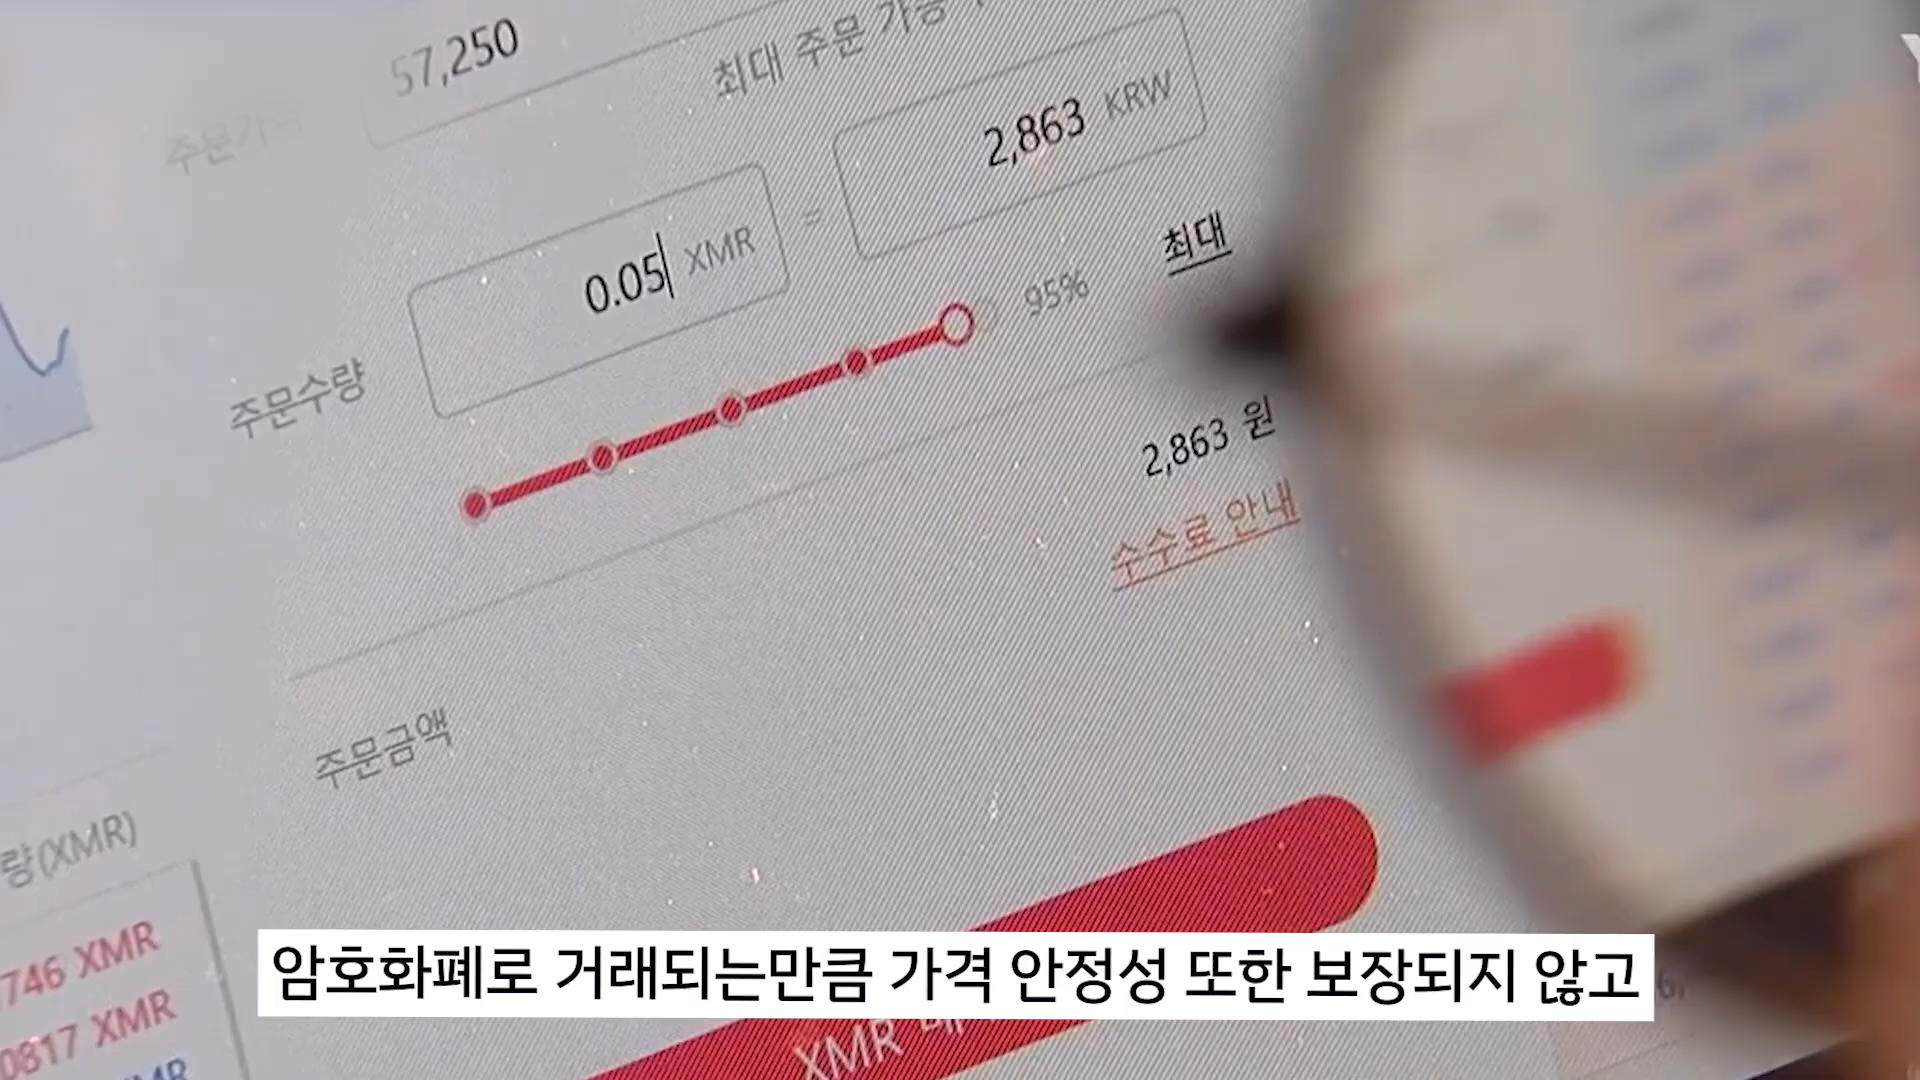 57,250
최대 주문 가능
주문가격
2,863 KRW
0.05 XMR
=
최대
95%
주문수량
2,863 원
수수료 안내
주문금액
량(XMR)
746 XMR
0817 XMR
XMR
암호화폐로 거래되는만큼 가격 안정성 또한 보장되지 않고
XMR